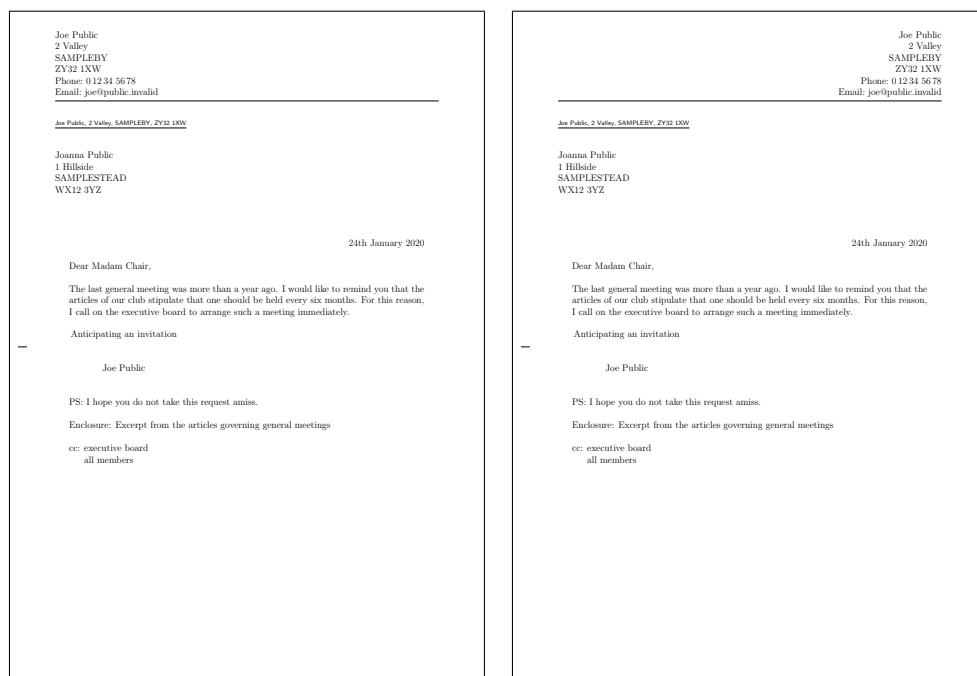 Joe Public
2 Valley
SAMPLEBY
ZY32 1XW
Phone: 0 12 34 56 78
Email: joe@public.invalid
Joe Public, 2 Valley, SAMPLEBY, ZY32 1XW
Joanna Public
1 Hillside
SAMPLESTEAD
WX12 3YZ
24th January 2020
Dear Madam Chair,
The last general meeting was more than a year ago. I would like to remind you that the
articles of our club stipulate that one should be held every six months. For this reason,
I call on the executive board to arrange such a meeting immediately.
Anticipating an invitation
Joe Public
PS: I hope you do not take this request amiss.
Enclosure: Excerpt from the articles governing general meetings
cc: executive board
all members
Joe Public
2 Valley
SAMPLEBY
ZY32 1XW
Phone: 0 12 34 56 78
Email: joe@public.invalid
Joe Public, 2 Valley, SAMPLEBY, ZY32 1XW
Joanna Public
1 Hillside
SAMPLESTEAD
WX12 3YZ
24th January 2020
Dear Madam Chair,
The last general meeting was more than a year ago. I would like to remind you that the
articles of our club stipulate that one should be held every six months. For this reason,
I call on the executive board to arrange such a meeting immediately.
Anticipating an invitation
Joe Public
PS: I hope you do not take this request amiss.
Enclosure: Excerpt from the articles governing general meetings
cc: executive board
all members